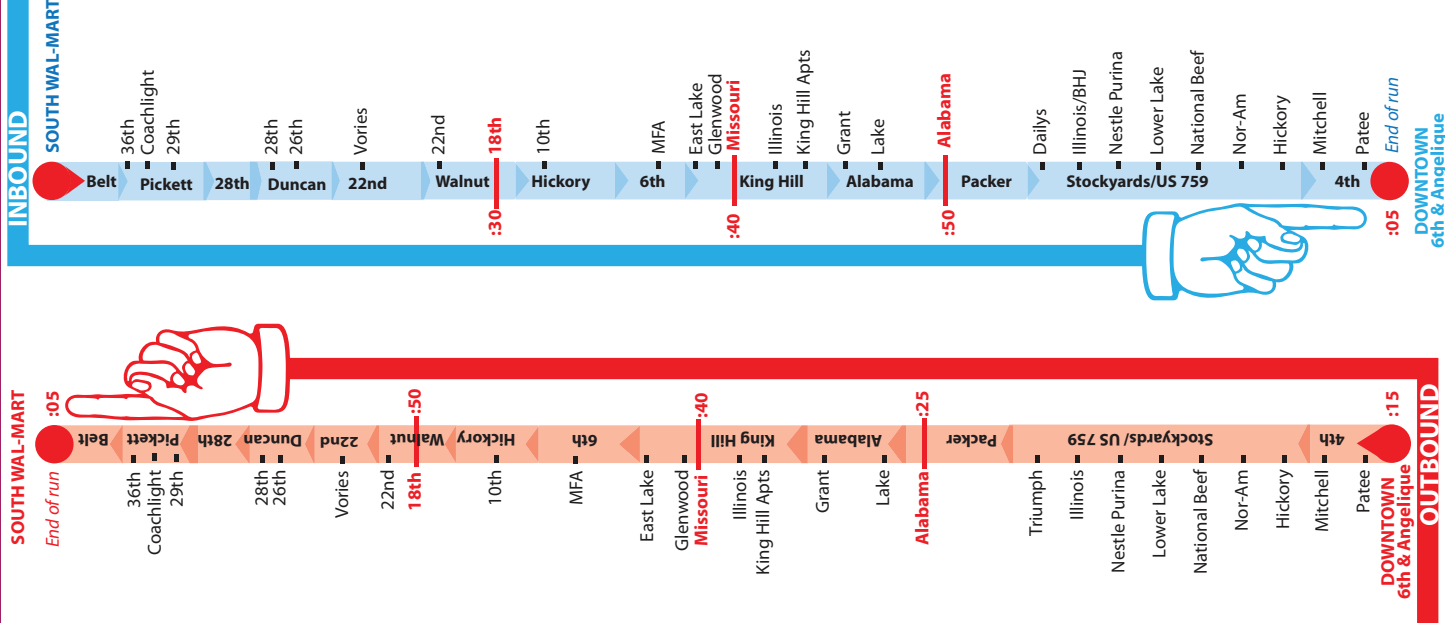 INBOUND
SOUTH WAL-MART
36th
Coachlight
29th
28th
26th
Vories
22nd
18th
10th
MFA
East Lake
Glenwood
Missouri
Illinois
King Hill Apts
Grant
Lake
Alabama
Dailys
Illinois/BHJ
Nestle Purina
Lower Lake
National Beef
Nor-Am
Hickory
Mitchell
Patee
End of run
Belt
Pickett
28th
Duncan
22nd
Walnut
Hickory
6th
King Hill
Alabama
Packer
Stockyards/US 759
4th
:30
:40
:50
:05
DOWNTOWN
6th & Angelique
SOUTH WAL-MART
:05
:50
:40
:25
:15
End of run
Belt
Pickett
28th
Duncan
22nd
Walnut
Hickory
6th
King Hill
Alabama
Packer
Stockyards/ US 759
4th
36th
Coachlight
29th
28th
26th
Vories
22nd
18th
10th
MFA
East Lake
Glenwood
Missouri
Illinois
King Hill Apts
Grant
Lake
Alabama
Triumph
Illinois
Nestle Purina
Lower Lake
National Beef
Nor-Am
Hickory
Mitchell
Patee
DOWNTOWN
6th & Angelique
OUTBOUND